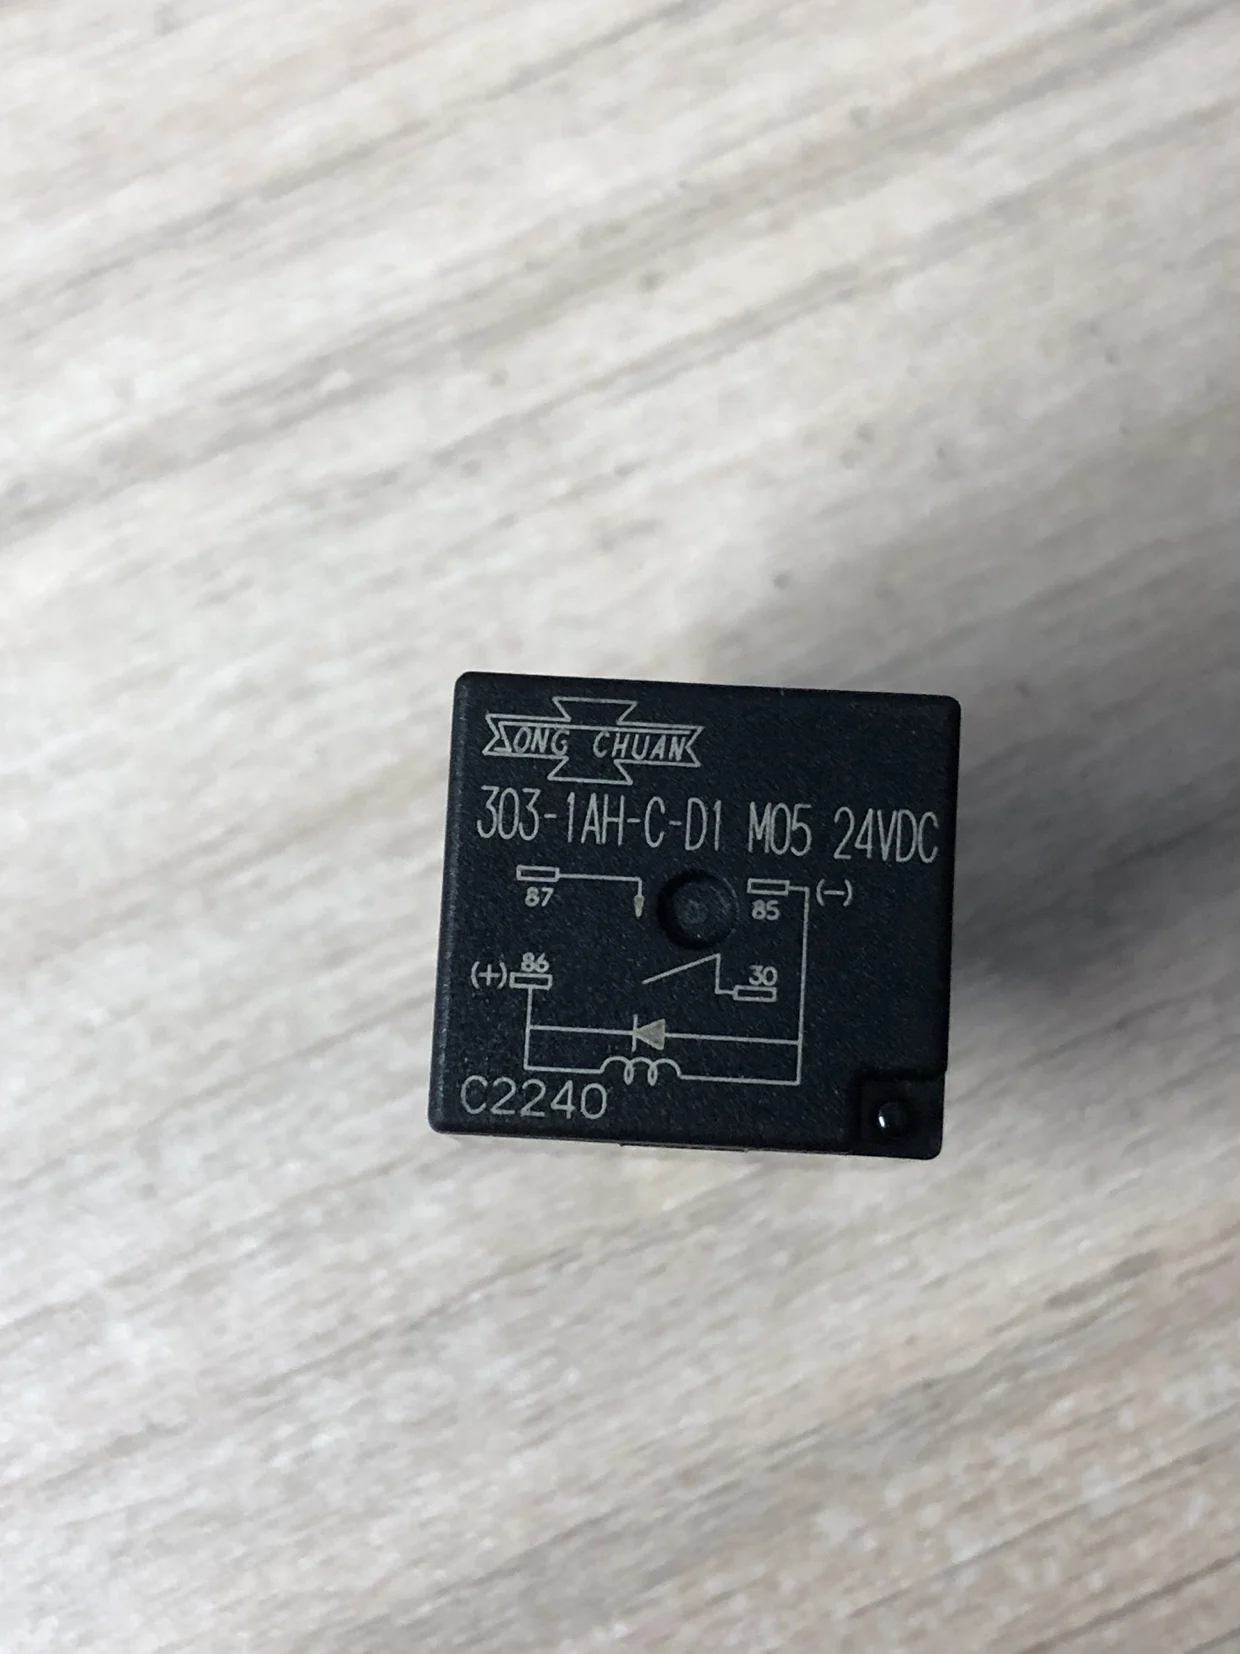 SONG CHUAN
303-1AH-C-D1 M05 24VDC
87
85 (-)
(+) 86
30
C2240